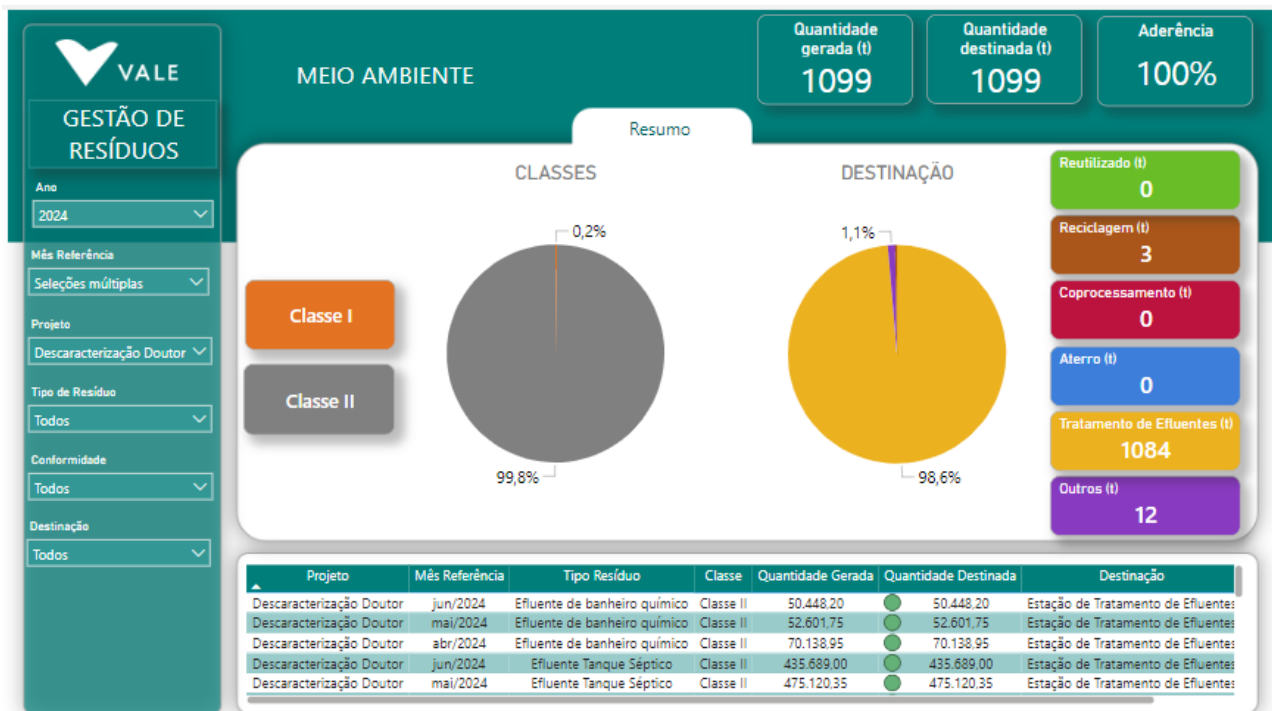 VALE
GESTÃO DE
RESÍDUOS
Ano
2024
Mês Referência
Seleções múltiplas
Projeto
Descaracterização Doutor
Tipo de Resíduo
Todos
Conformidade
Todos
Destinação
Todos
MEIO AMBIENTE
Quantidade
gerada (t)
1099
Quantidade
destinada (t)
1099
Aderência
100%
Resumo
CLASSES
Classe I
Classe II
0,2%
99,8%
DESTINAÇÃO
1,1%
98,6%
Reutilizado (t)
0
Reciclagem (t)
3
Coprocessamento (t)
0
Aterro (t)
0
Tratamento de Efluentes (t)
1084
Outros (t)
12
Projeto Mês Referência Tipo Resíduo Classe Quantidade Gerada Quantidade Destinada Destinação
Descaracterização Doutor jun/2024 Efluente de banheiro químico Classe II 50.448,20 50.448,20 Estação de Tratamento de Efluentes
Descaracterização Doutor mai/2024 Efluente de banheiro químico Classe II 52.601,75 52.601,75 Estação de Tratamento de Efluentes
Descaracterização Doutor abr/2024 Efluente de banheiro químico Classe II 70.138,95 70.138,95 Estação de Tratamento de Efluentes
Descaracterização Doutor jun/2024 Efluente Tanque Séptico Classe II 435.689,00 435.689,00 Estação de Tratamento de Efluentes
Descaracterização Doutor mai/2024 Efluente Tanque Séptico Classe II 475.120,35 475.120,35 Estação de Tratamento de Efluentes